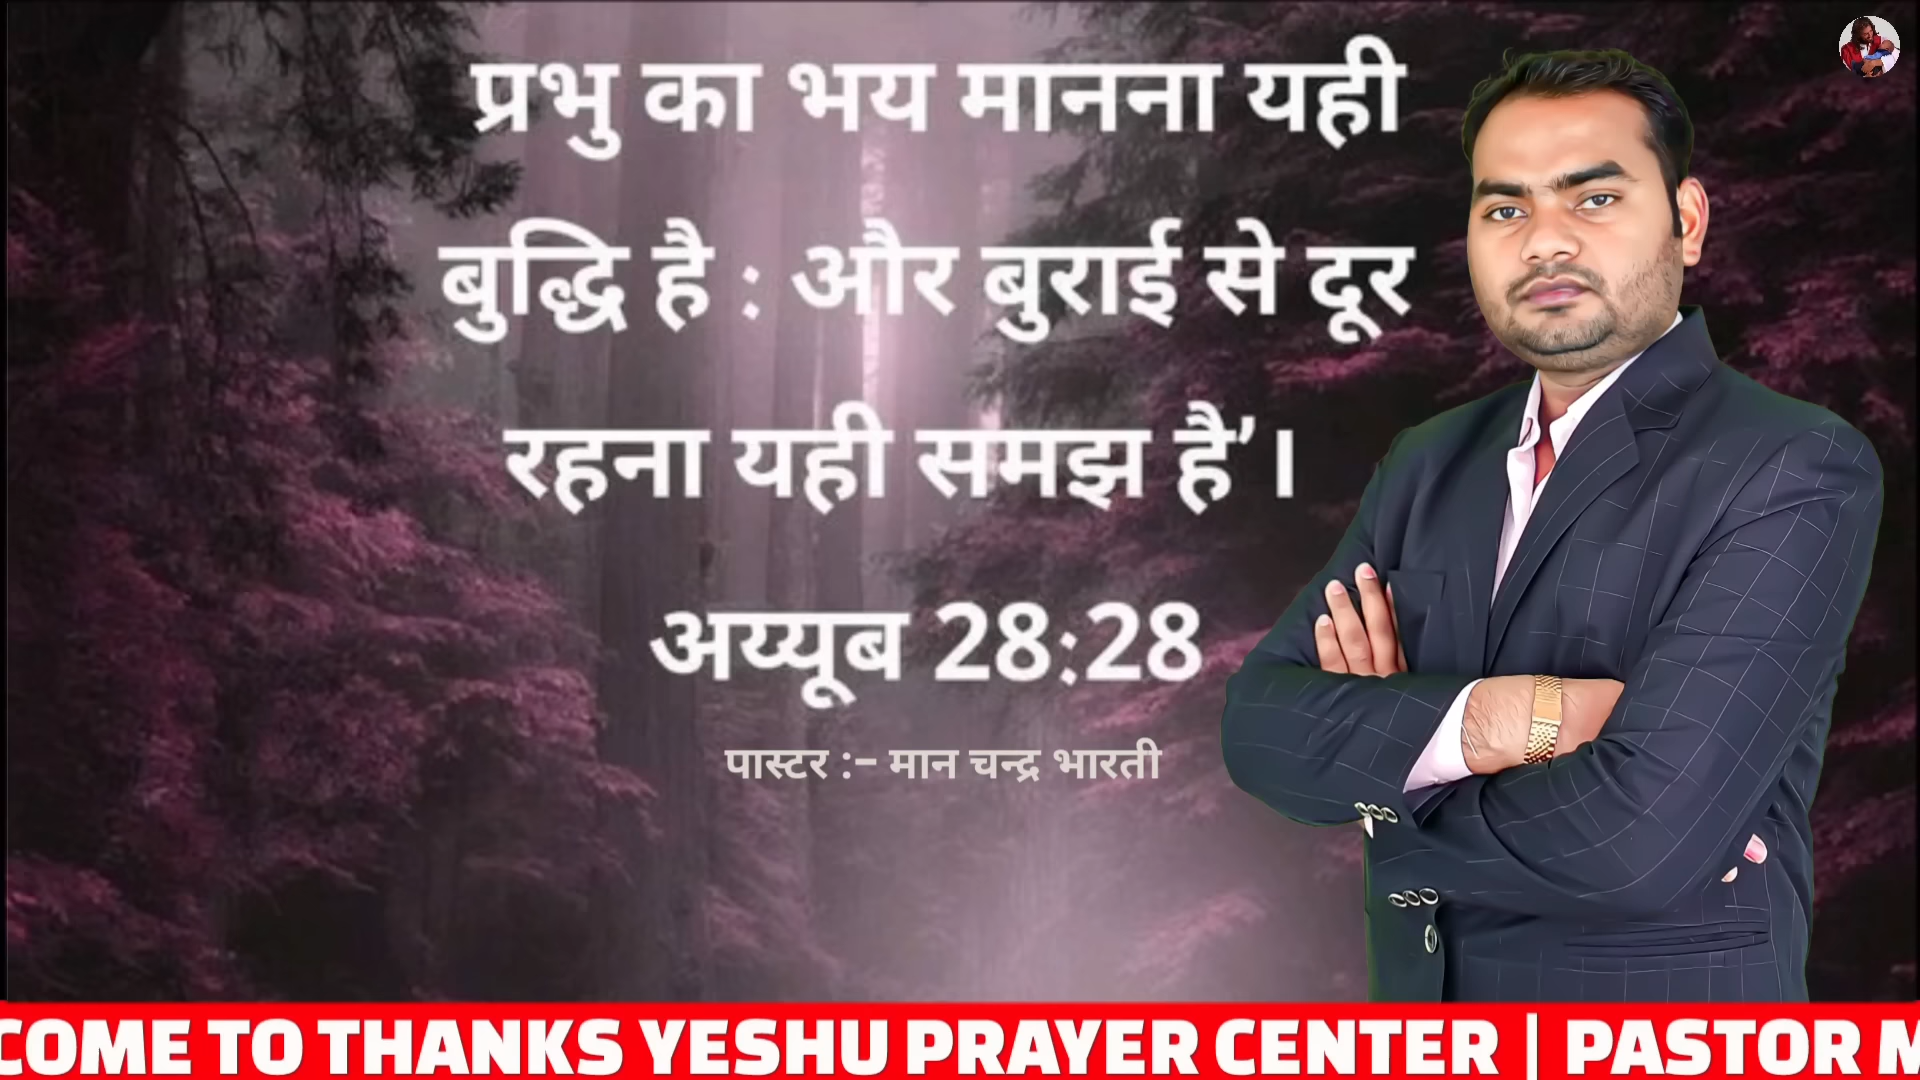 प्रभु का भय मानना यही
बुद्धि है : और बुराई से दूर
रहना यही समझ है’।
अय्यूब 28:28
पास्टर :- मान चन्द्र भारती
COME TO THANKS YESHU PRAYER CENTER | PASTOR M